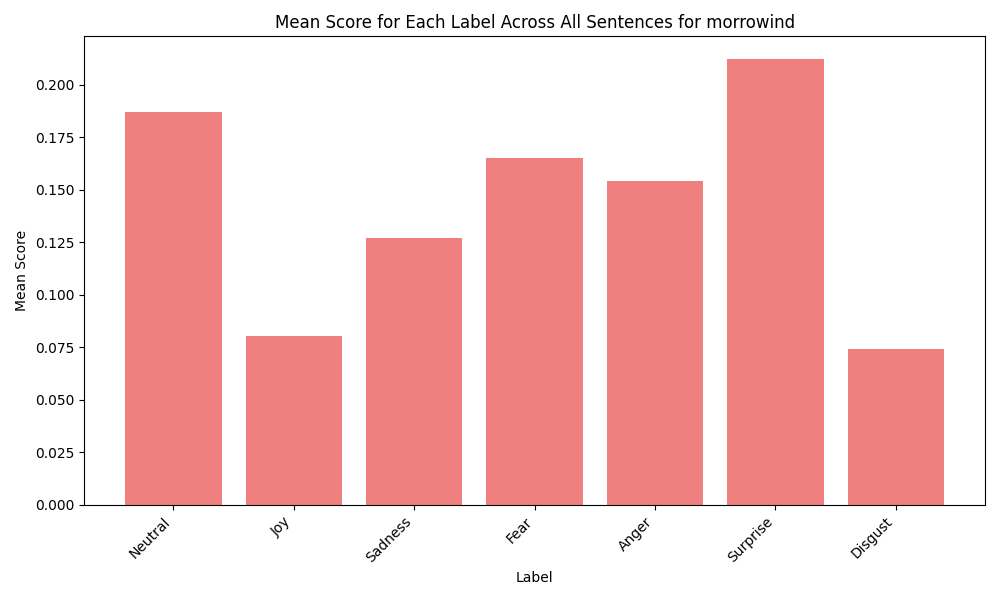 Mean Score for Each Label Across All Sentences for morrowind
Mean Score
0.200
0.175
0.150
0.125
0.100
0.075
0.050
0.025
0.000
Neutral
Joy
Sadness
Fear
Anger
Surprise
Disgust
Label